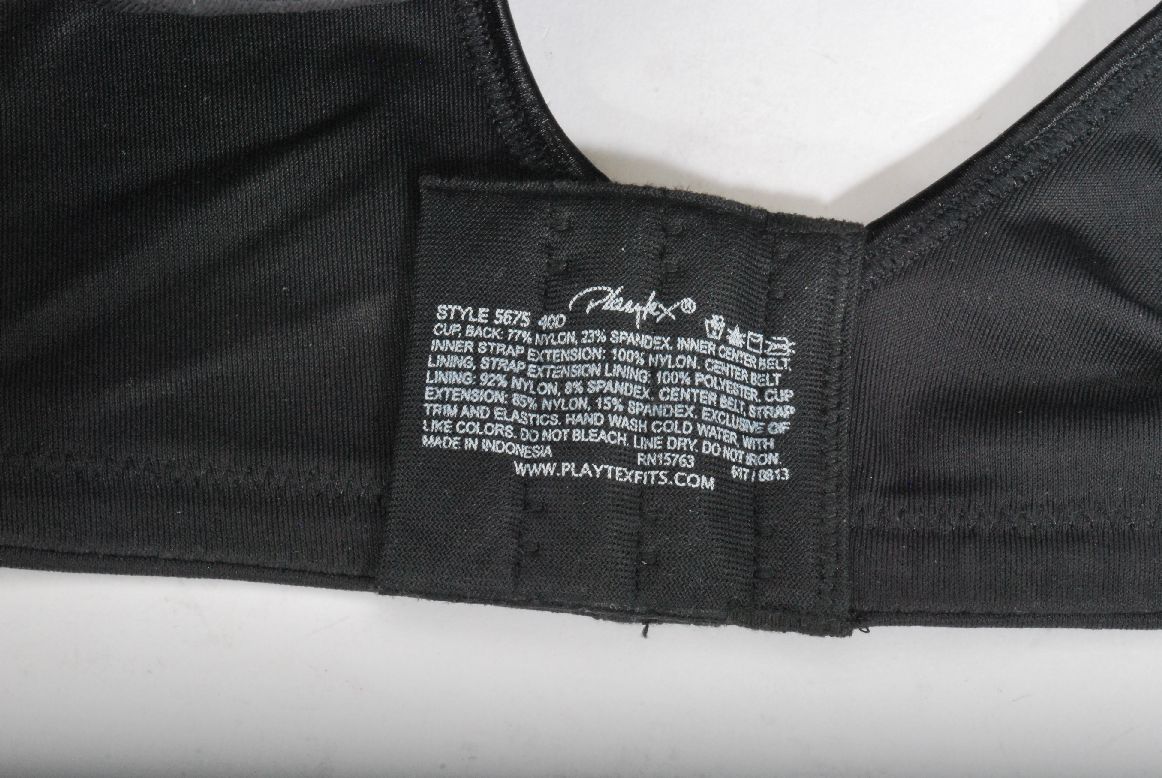 Playtex®
STYLE 5675 40D
CUP, BACK: 77% NYLON, 23% SPANDEX. INNER CENTER BELT,
INNER STRAP EXTENSION: 100% NYLON. CENTER BELT
LINING, STRAP EXTENSION LINING: 100% POLYESTER. CUP
LINING: 92% NYLON, 8% SPANDEX. CENTER BELT, STRAP
EXTENSION: 85% NYLON, 15% SPANDEX. EXCLUSIVE OF
TRIM AND ELASTICS. HAND WASH COLD WATER, WITH
LIKE COLORS. DO NOT BLEACH. LINE DRY. DO NOT IRON.
MADE IN INDONESIA RN15763 617 / 0813
WWW.PLAYTEXFITS.COM